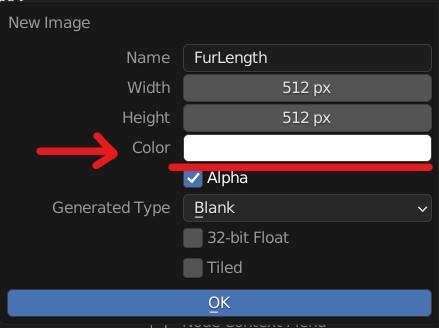 New Image
Name FurLength
Width 512 px
Height 512 px
Color
Alpha
Generated Type Blank
32-bit Float
Tiled
OK